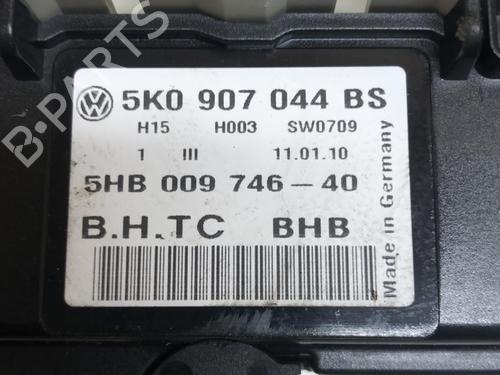 5K0 907 044 BS
H15 H003 SW0709
1 III 11.01.10
5HB 009 746-40
B.H.TC BHB
Made in Germany
B-PARTS